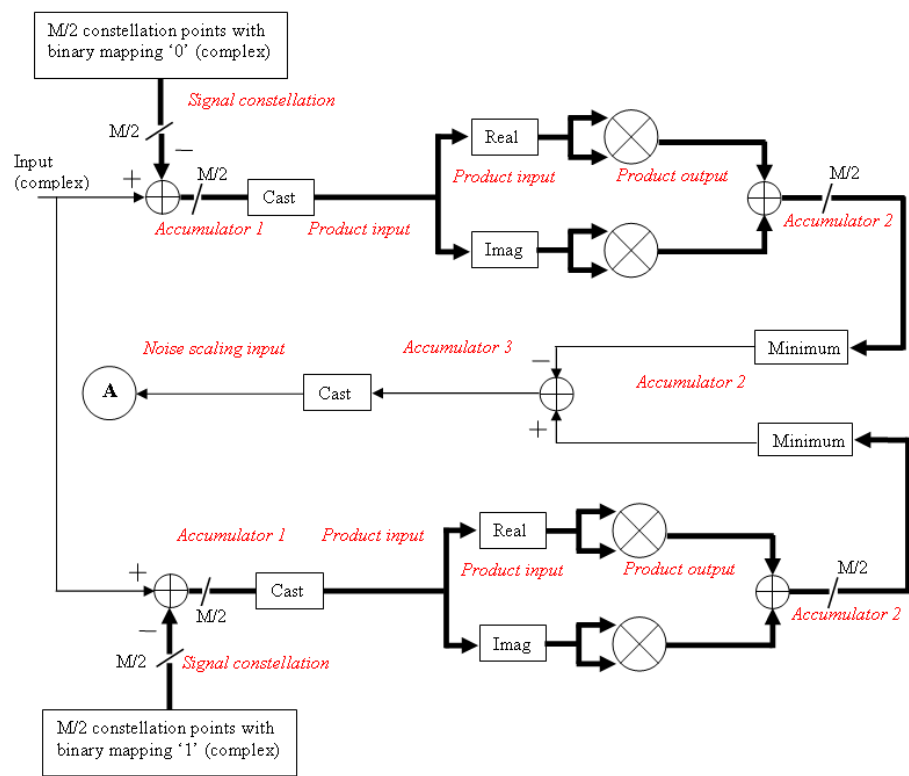 M/2 constellation points with
binary mapping ‘0’ (complex)
Signal constellation
M/2
−
Input
(complex)
+
M/2
Cast
Accumulator 1
Product input
Real
Product input
Product output
Imag
M/2
Accumulator 2
Noise scaling input
Accumulator 3
−
Minimum
Accumulator 2
A
Cast
+
Minimum
Accumulator 1
Product input
Real
Product input
Product output
+
M/2
Cast
M/2
Accumulator 2
−
M/2
Signal constellation
Imag
M/2 constellation points with
binary mapping ‘1’ (complex)